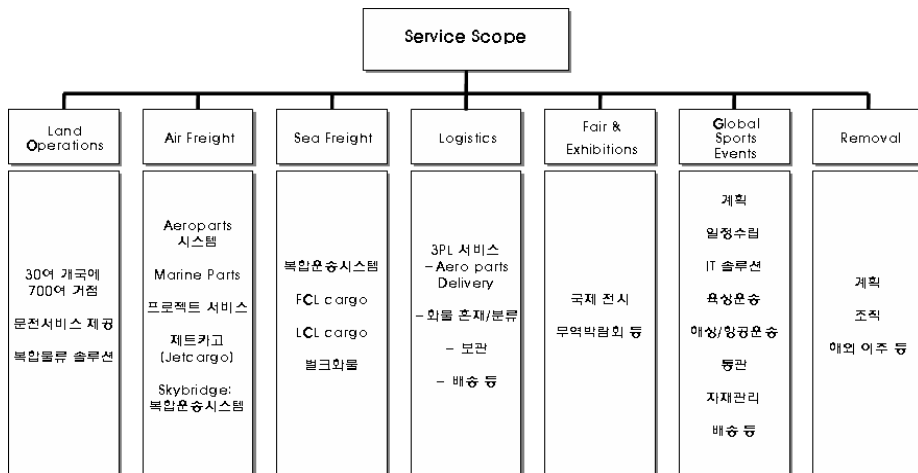 Service Scope
Land
Operations
Air Freight
Sea Freight
Logistics
Fair &
Exhibitions
Global
Sports
Events
Removal
30여 개국에
700여 거점
문전서비스 제공
복합물류 솔루션
Aeroparts
시스템
Marine Parts
프로젝트 서비스
제트카고
(Jetcargo)
Skybridge:
복합운송시스템
복합운송시스템
FCL cargo
LCL cargo
벌크화물
3PL 서비스
- Aero parts
Delivery
- 화물 혼재/분류
- 보관
- 배송 등
국제 전시
무역박람회 등
계획
일정수립
IT 솔루션
육상운송
해상/항공운송
통관
자재관리
배송 등
계획
조직
해외 이주 등